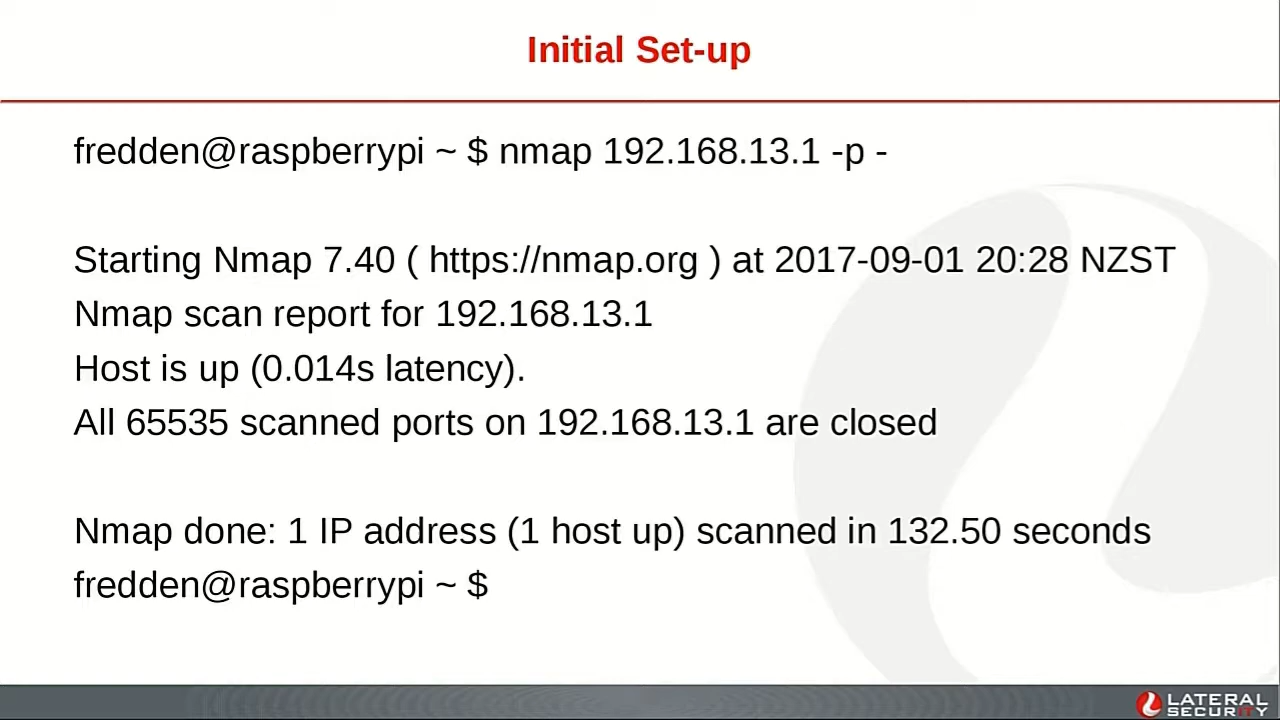 Initial Set-up
fredden@raspberrypi ~ $ nmap 192.168.13.1 -p -
Starting Nmap 7.40 ( https://nmap.org ) at 2017-09-01 20:28 NZST
Nmap scan report for 192.168.13.1
Host is up (0.014s latency).
All 65535 scanned ports on 192.168.13.1 are closed
Nmap done: 1 IP address (1 host up) scanned in 132.50 seconds
fredden@raspberrypi ~ $
LATERAL
SECURITY